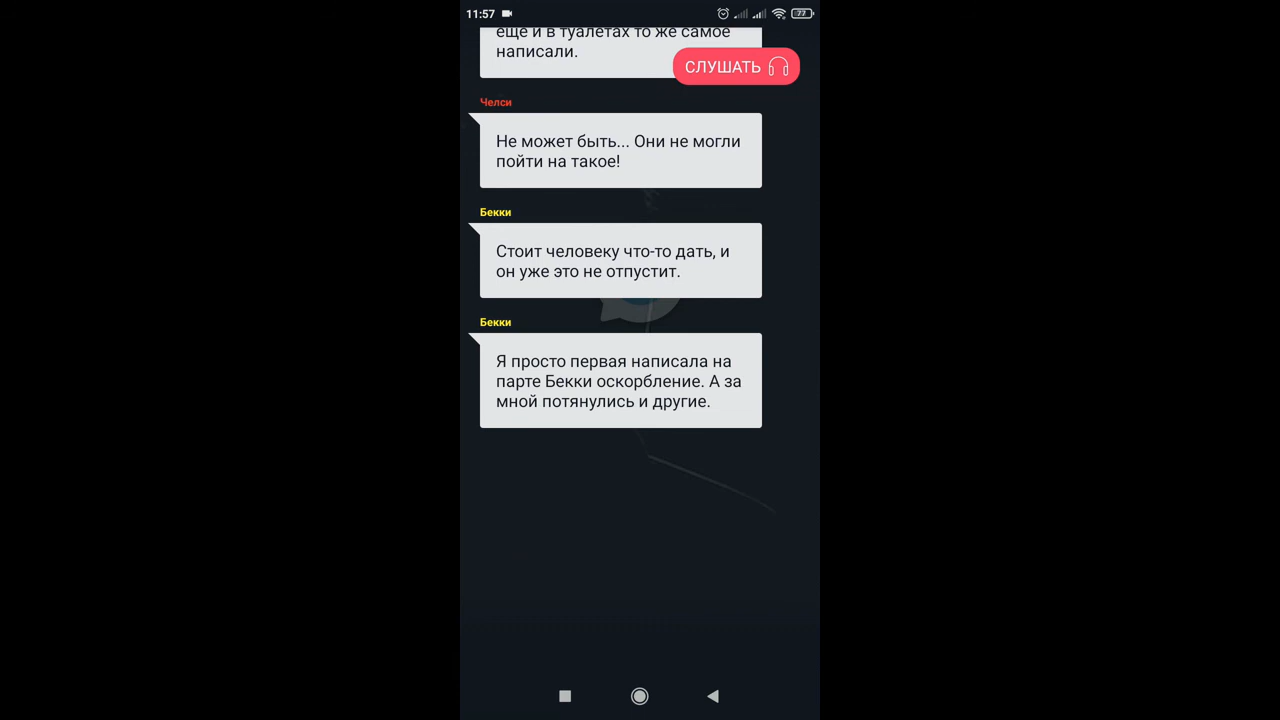 11:57
77
еще и в туалетах то же самое
написали.
СЛУШАТЬ
Челси
Не может быть... Они не могли
пойти на такое!
Бекки
Стоит человеку что-то дать, и
он уже это не отпустит.
Бекки
Я просто первая написала на
парте Бекки оскорбление. А за
мной потянулись и другие.